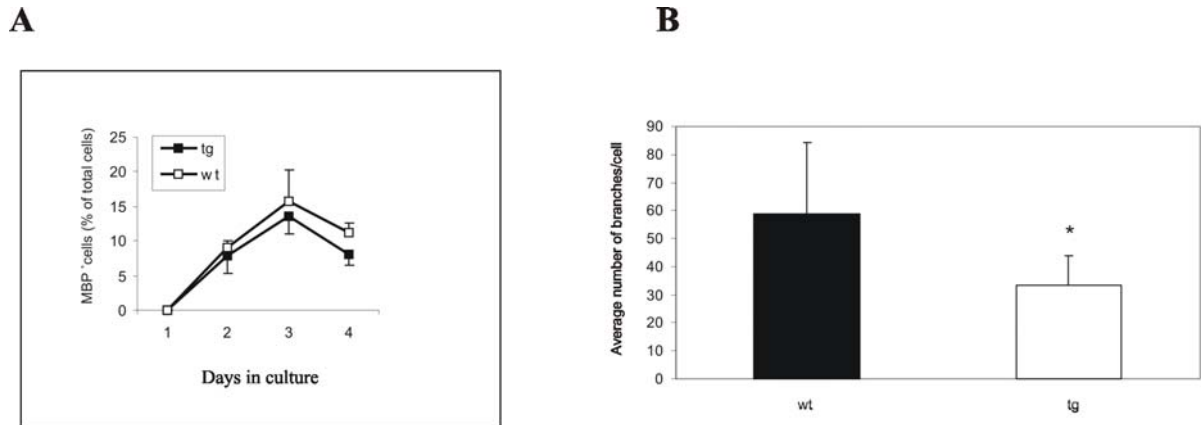 A
MBP+cells (% of total cells)
25
20
15
10
5
0
tg
wt
1 2 3 4
Days in culture
B
Average number of branches/cell
90
80
70
60
50
40
30
20
10
0
*
wt tg